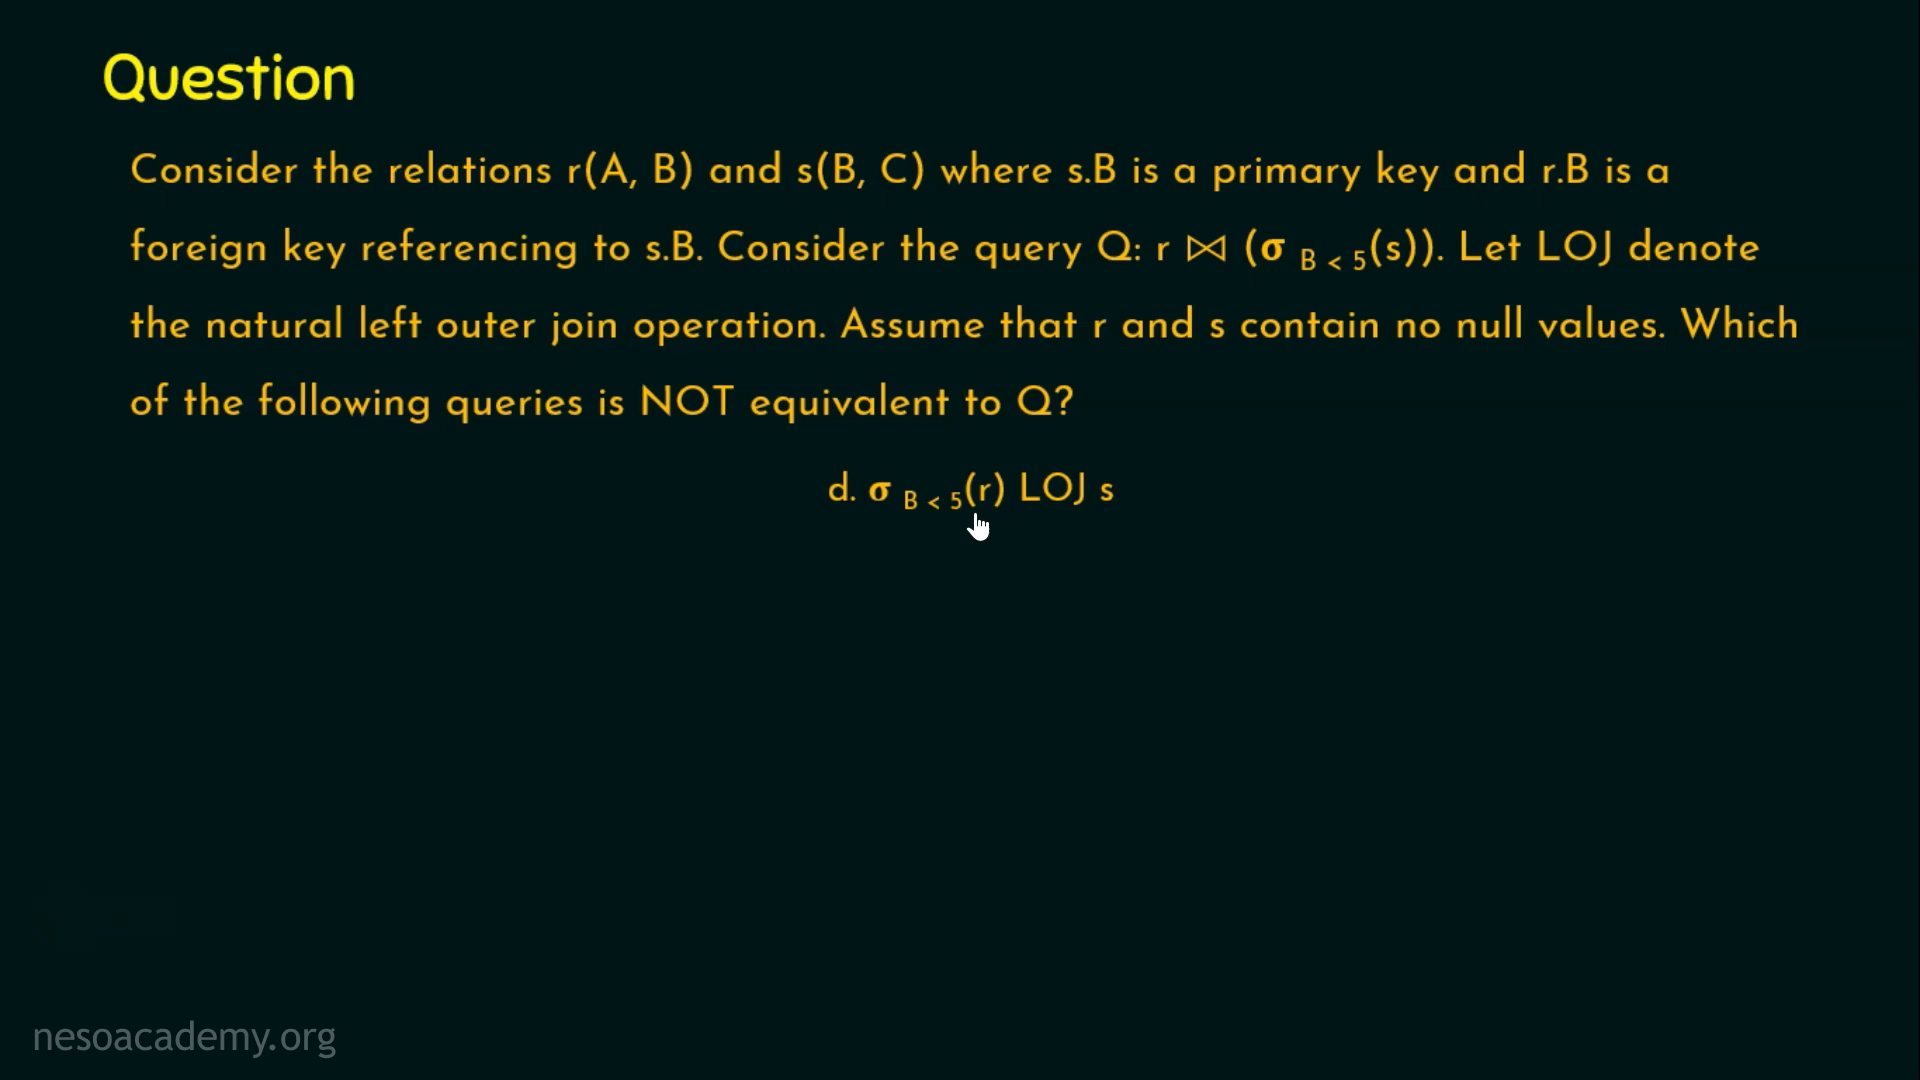 Question
Consider the relations r(A, B) and s(B, C) where s.B is a primary key and r.B is a
foreign key referencing to s.B. Consider the query Q: r ⋈ (σ B < 5(s)). Let LOJ denote
the natural left outer join operation. Assume that r and s contain no null values. Which
of the following queries is NOT equivalent to Q?
d. σ B < 5(r) LOJ s
nesoacademy.org